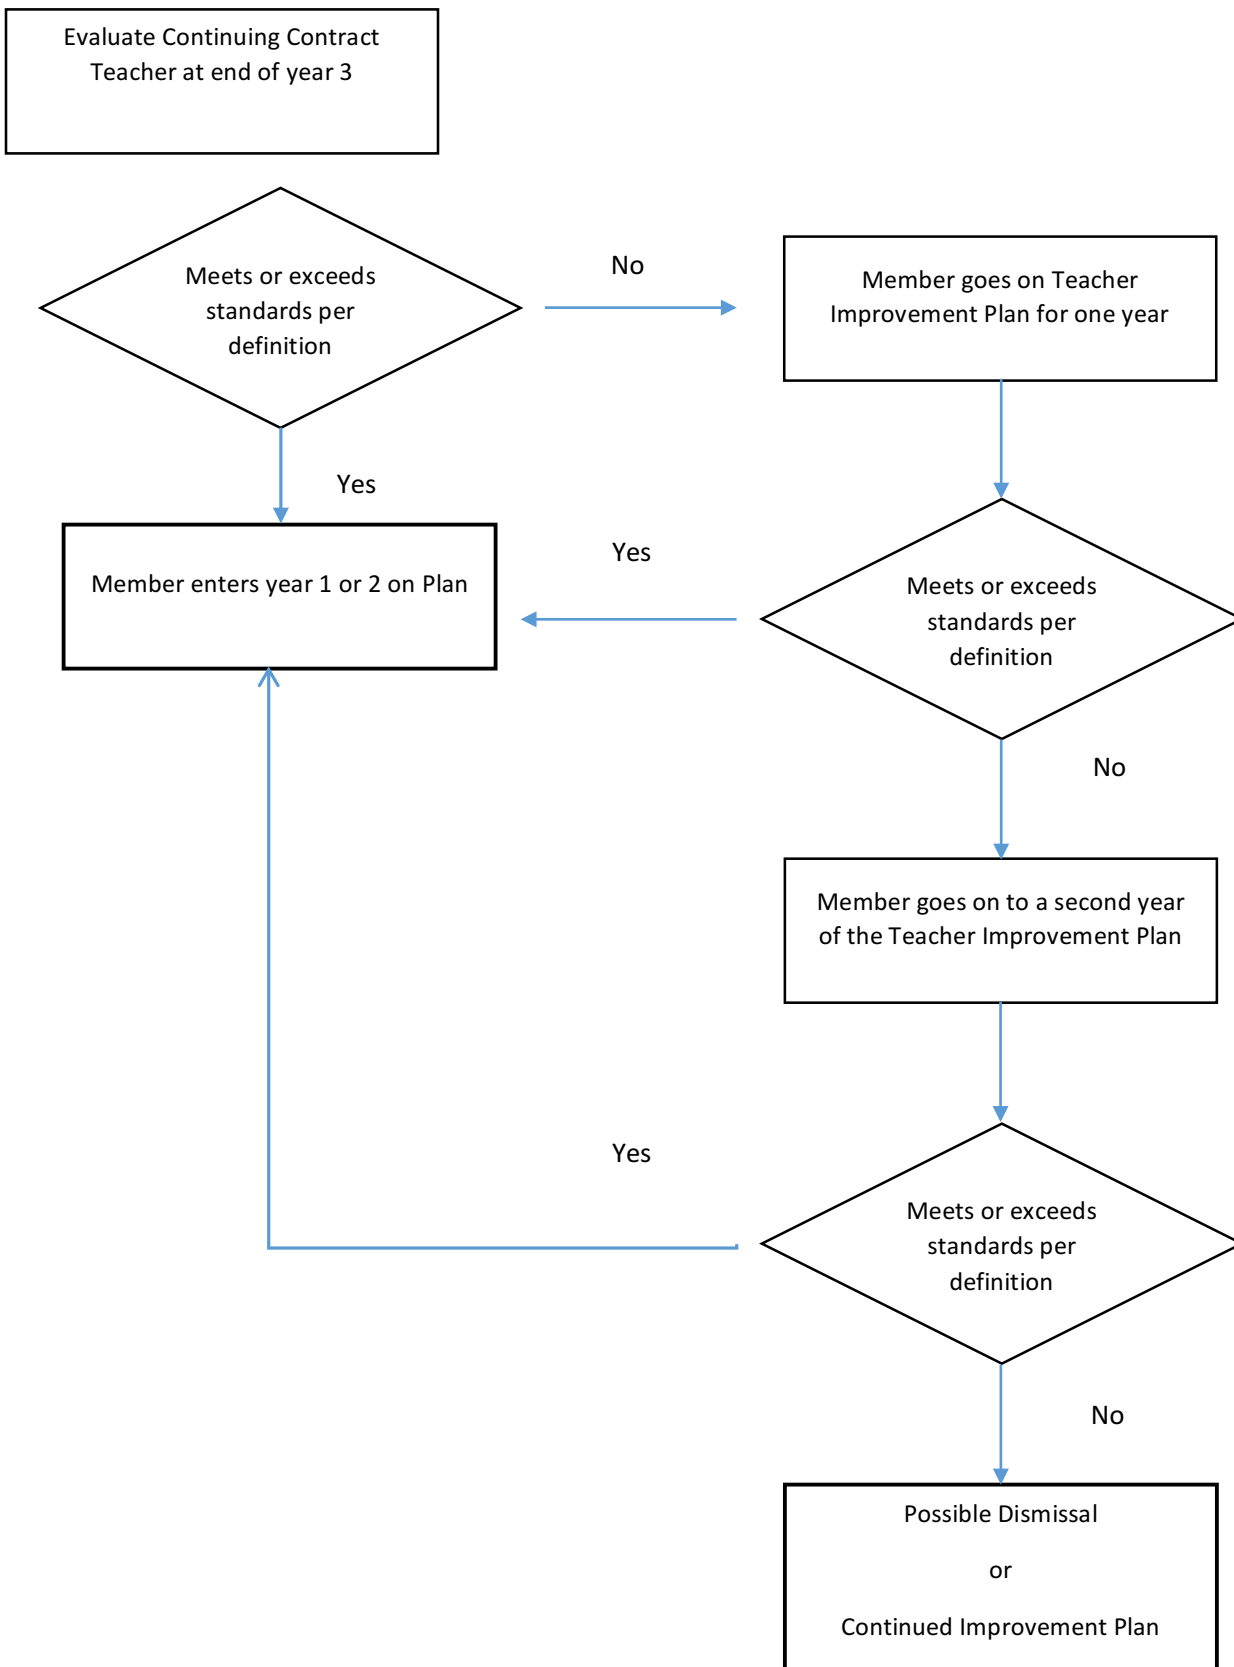 Evaluate Continuing Contract
Teacher at end of year 3
Meets or exceeds
standards per
definition
No
Member goes on Teacher
Improvement Plan for one year
Yes
Member enters year 1 or 2 on Plan
Yes
Meets or exceeds
standards per
definition
No
Member goes on to a second year
of the Teacher Improvement Plan
Yes
Meets or exceeds
standards per
definition
No
Possible Dismissal
or
Continued Improvement Plan